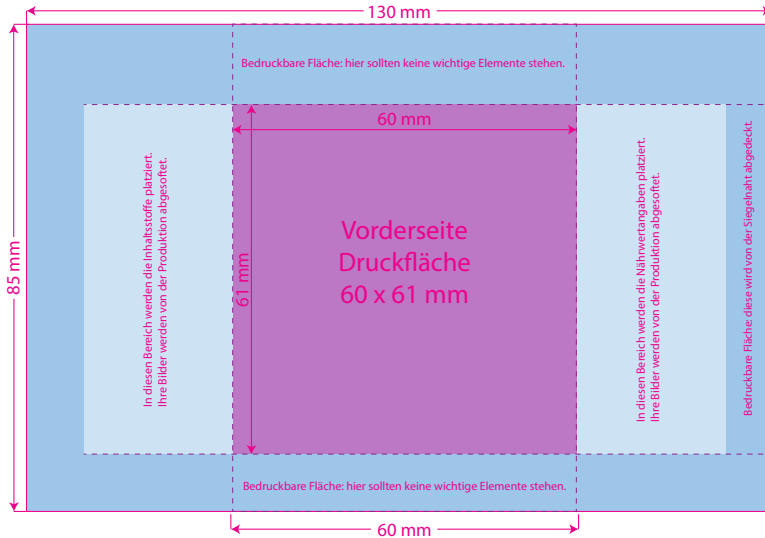 130 mm
Bedruckbare Fläche: hier sollten keine wichtige Elemente stehen.
60 mm
85 mm
In diesen Bereich werden die Inhaltsstoffe platziert.
Ihre Bilder werden von der Produktion abgesoftet.
61 mm
Vorderseite
Druckfläche
60 x 61 mm
In diesen Bereich werden die Nährwertangaben platziert.
Ihre Bilder werden von der Produktion abgesoftet.
Bedruckbare Fläche: diese wird von der Siegelnaht abgedeckt.
Bedruckbare Fläche: hier sollten keine wichtige Elemente stehen.
60 mm